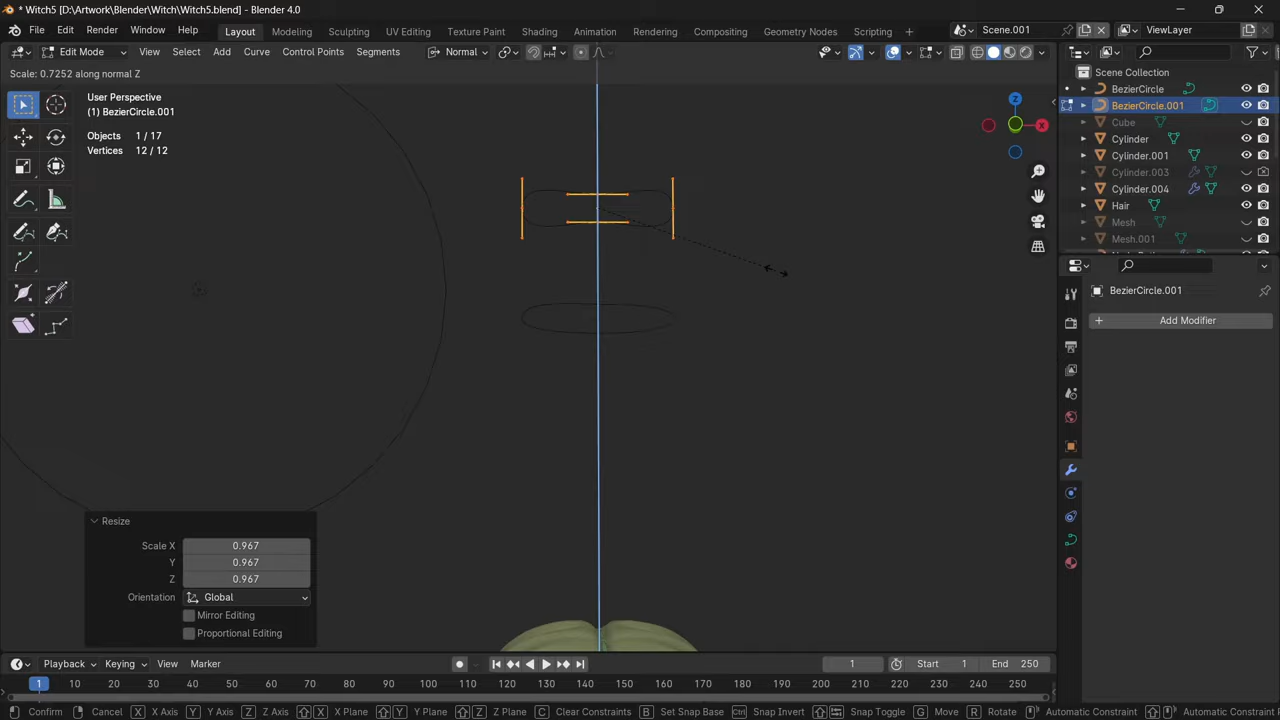 * Witch5 [D:\Artwork\Blender\Witch\Witch5.blend] - Blender 4.0
File Edit Render Window Help Layout Modeling Sculpting UV Editing Texture Paint Shading Animation Rendering Compositing Geometry Nodes Scripting Scene.001 ViewLayer
Edit Mode View Select Add Curve Control Points Segments Normal
Scale: 0.7252 along normal Z
User Perspective
(1) BezierCircle.001
Objects 1 / 17
Vertices 12 / 12
Z
X
Scene Collection
BezierCircle
BezierCircle.001
Cube
Cylinder
Cylinder.001
Cylinder.003
Cylinder.004
Hair
Mesh
Mesh.001
BezierCircle.001
+ Add Modifier
Resize
Scale X 0.967
Y 0.967
Z 0.967
Orientation Global
Mirror Editing
Proportional Editing
Playback Keying View Marker 1 Start 1 End 250
1 10 20 30 40 50 60 70 80 90 100 110 120 130 140 150 160 170 180 190 200 210 220 230 240 250
Confirm Cancel X X Axis Y Y Axis Z Z Axis X X Plane Y Y Plane Z Z Plane C Clear Constraints B Set Snap Base Ctrl Snap Invert Snap Toggle G Move R Rotate Automatic Constraint Automatic Constraint